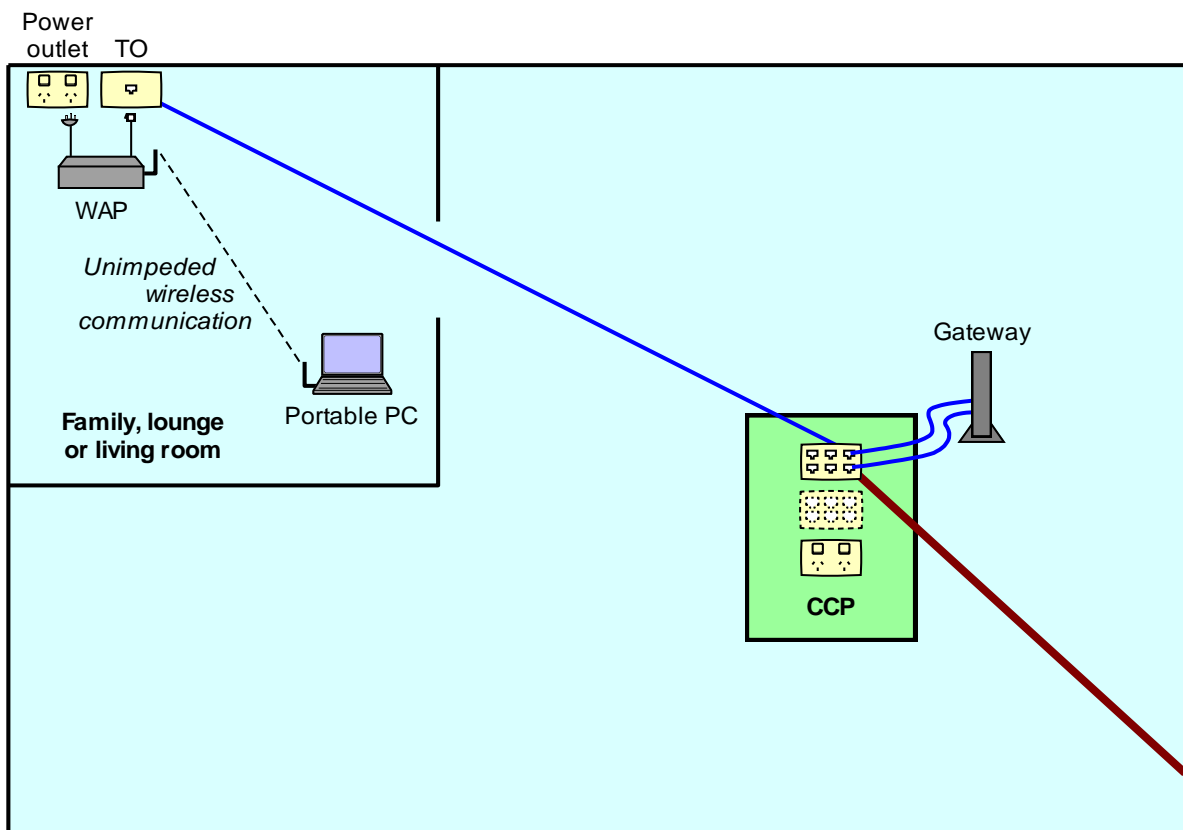 Power
outlet
TO
WAP
Unimpeded
wireless
communication
Portable PC
Family, lounge
or living room
Gateway
CCP